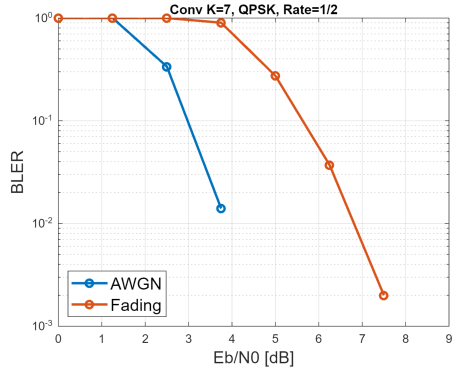 Conv K=7, QPSK, Rate=1/2
10^0
10^-1
10^-2
10^-3
BLER
AWGN
Fading
0 1 2 3 4 5 6 7 8 9
Eb/N0 [dB]